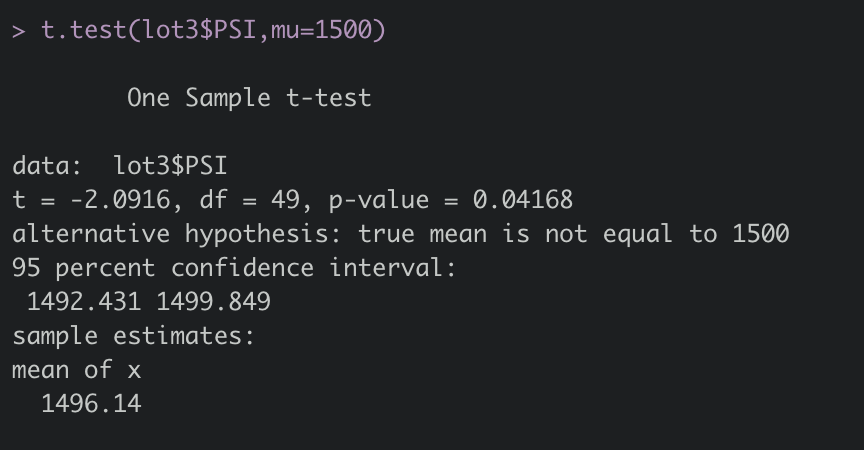 > t.test(lot3$PSI,mu=1500)
One Sample t-test
data:  lot3$PSI
t = -2.0916, df = 49, p-value = 0.04168
alternative hypothesis: true mean is not equal to 1500
95 percent confidence interval:
 1492.431 1499.849
sample estimates:
mean of x
  1496.14